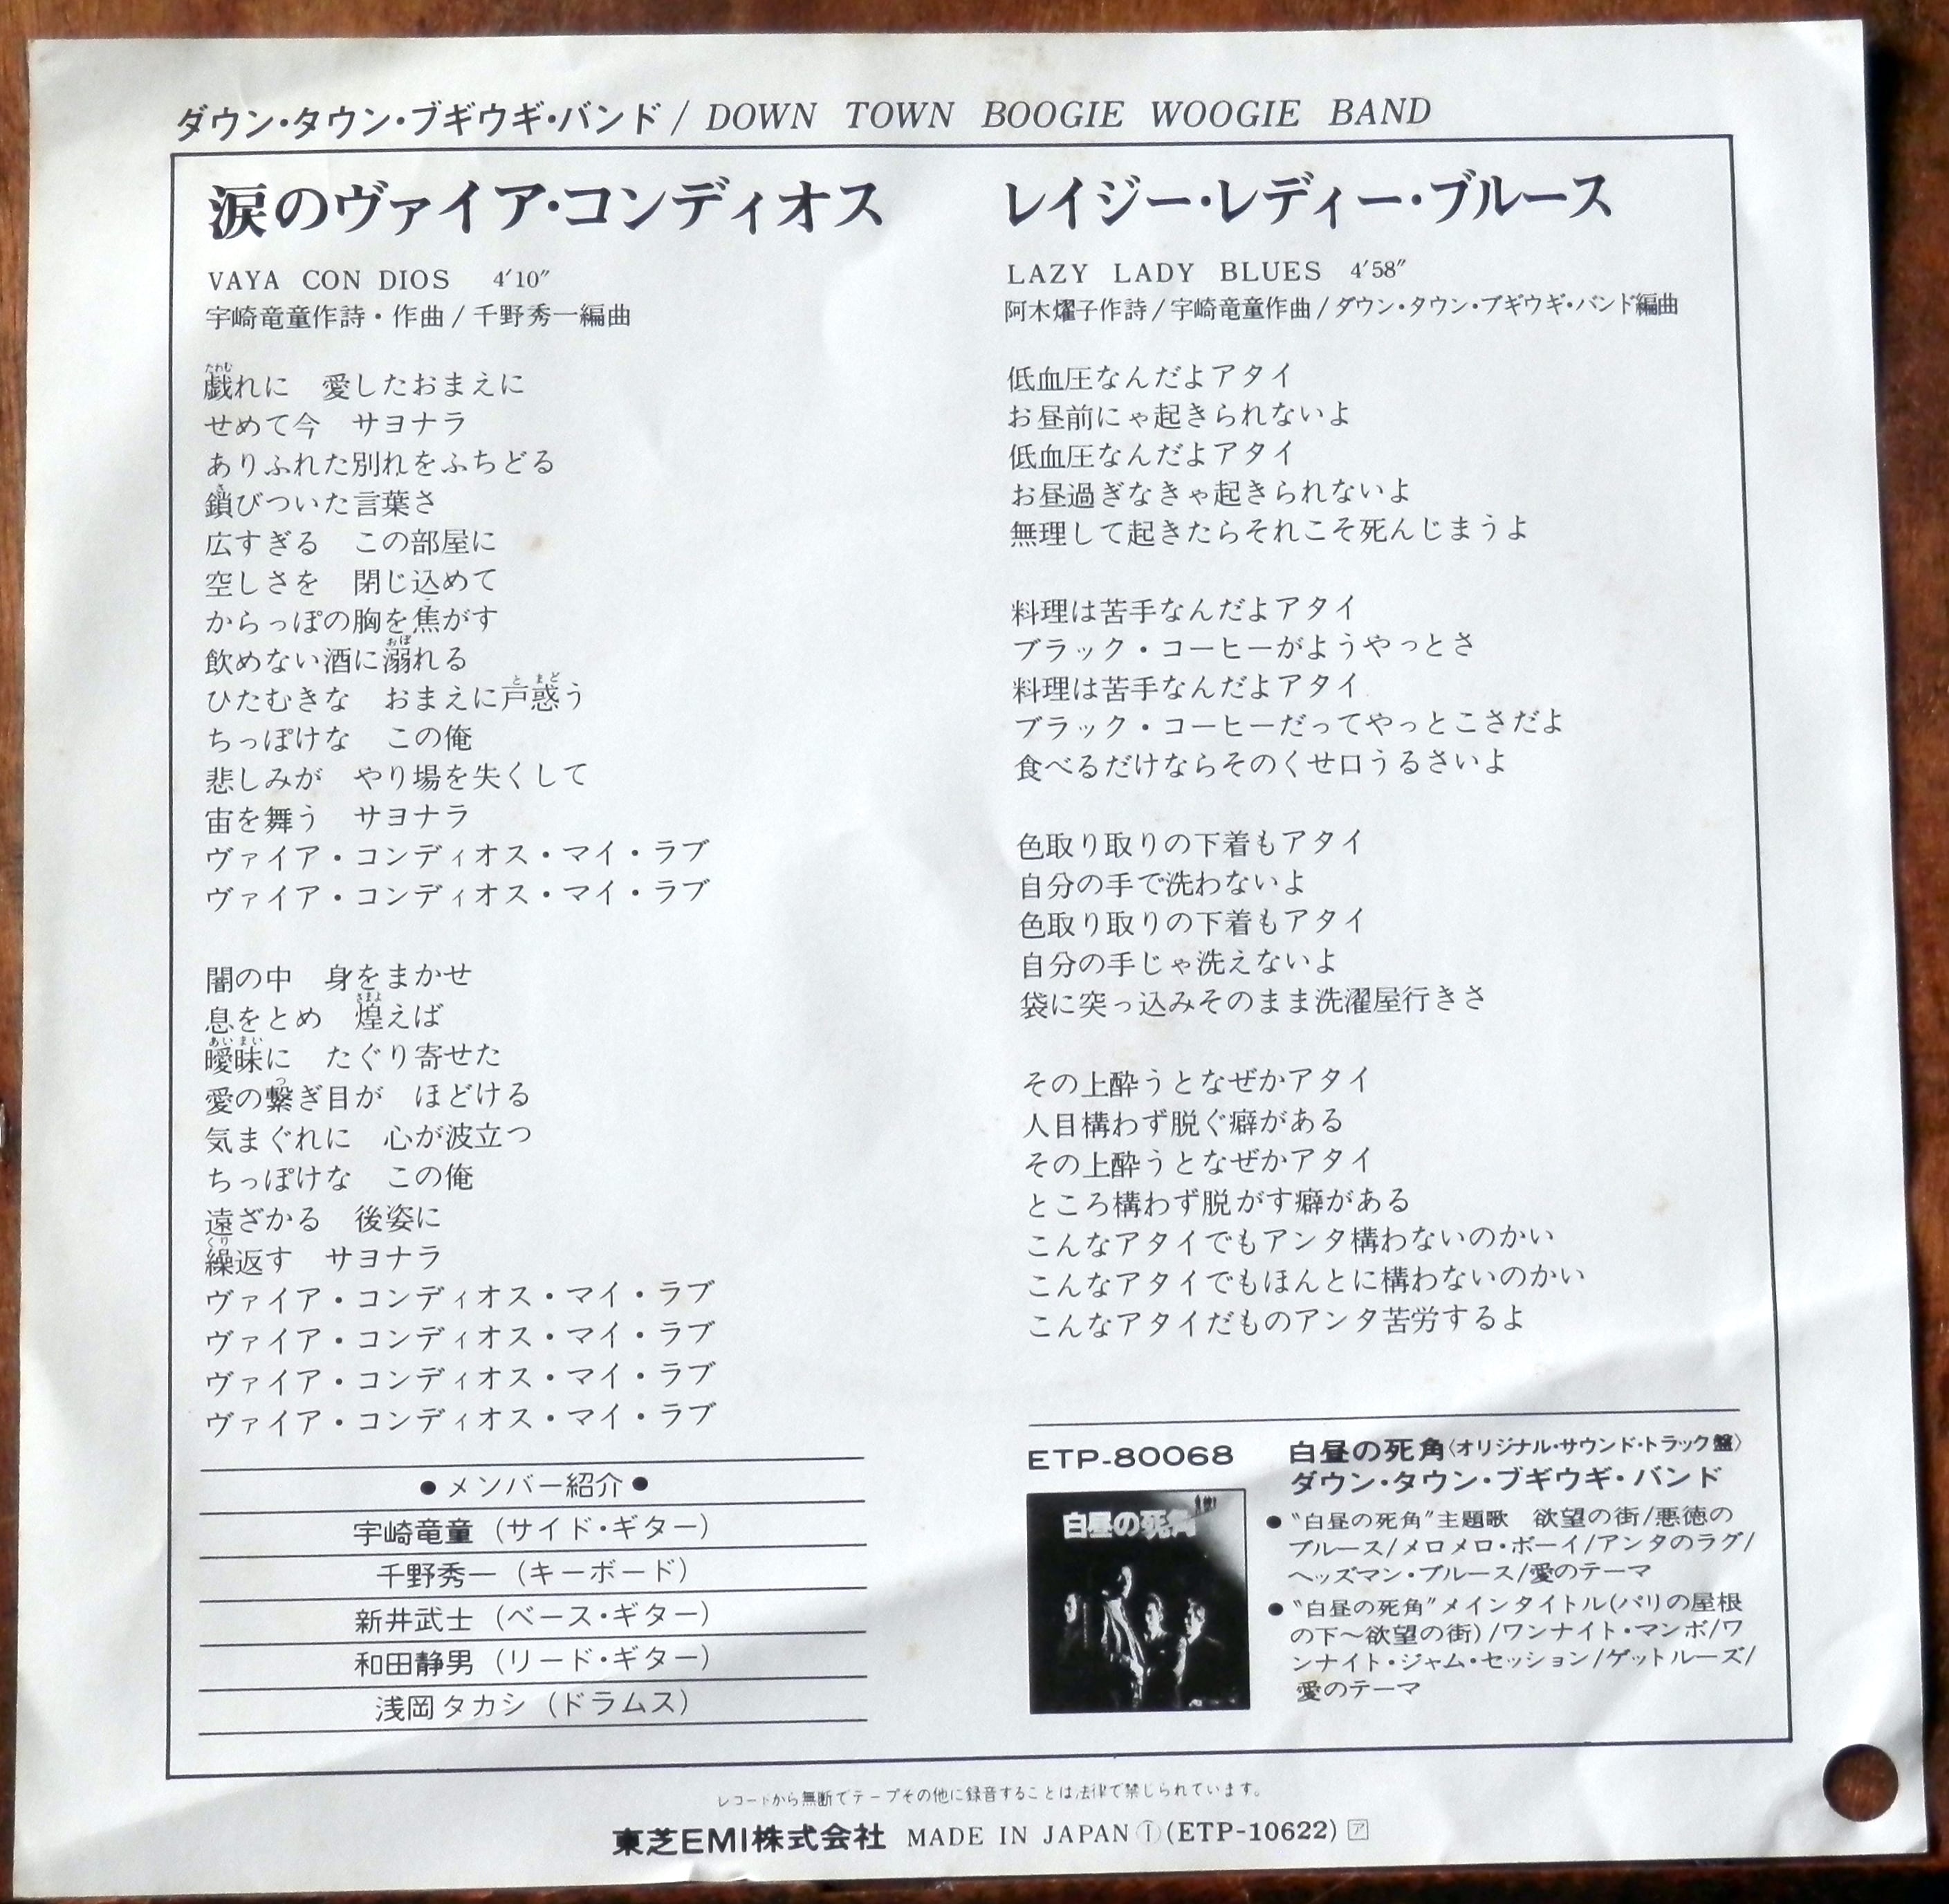 ダウン・タウン・ブギウギ・バンド / DOWN TOWN BOOGIE WOOGIE BAND
涙のヴァイア・コンディオス
VAYA CON DIOS 4′10″
宇崎竜童作詩・作曲 / 千野秀一編曲
たわむ
戯れに 愛したおまえに
せめて今 サヨナラ
ありふれた別れをふちどる
さ
鎖びついた言葉さ
広すぎる この部屋に
空しさを 閉じ込めて
こ
からっぽの胸を焦がす
おぼ
飲めない酒に溺れる
と まど
ひたむきな おまえに戸惑う
ちっぽけな この俺
悲しみが やり場を失くして
宙を舞う サヨナラ
ヴァイア・コンディオス・マイ・ラブ
ヴァイア・コンディオス・マイ・ラブ
闇の中 身をまかせ
さまよ
息をとめ 煌えば
あいまい
曖昧に たぐり寄せた
つ
愛の繋ぎ目が ほどける
気まぐれに 心が波立つ
ちっぽけな この俺
遠ざかる 後姿に
くり
繰返す サヨナラ
ヴァイア・コンディオス・マイ・ラブ
ヴァイア・コンディオス・マイ・ラブ
ヴァイア・コンディオス・マイ・ラブ
ヴァイア・コンディオス・マイ・ラブ
●メンバー紹介●
宇崎竜童（サイド・ギター）
千野秀一（キーボード）
新井武士（ベース・ギター）
和田静男（リード・ギター）
浅岡タカシ（ドラムス）
レイジー・レディー・ブルース
LAZY LADY BLUES 4′58″
阿木燿子作詩 / 宇崎竜童作曲 / ダウン・タウン・ブギウギ・バンド編曲
低血圧なんだよアタイ
お昼前にゃ起きられないよ
低血圧なんだよアタイ
お昼過ぎなきゃ起きられないよ
無理して起きたらそれこそ死んじまうよ
料理は苦手なんだよアタイ
ブラック・コーヒーがようやっとさ
料理は苦手なんだよアタイ
ブラック・コーヒーだってやっとこさだよ
食べるだけならそのくせ口うるさいよ
色取り取りの下着もアタイ
自分の手で洗わないよ
色取り取りの下着もアタイ
自分の手じゃ洗えないよ
袋に突っ込みそのまま洗濯屋行きさ
その上酔うとなぜかアタイ
人目構わず脱ぐ癖がある
その上酔うとなぜかアタイ
ところ構わず脱がす癖がある
こんなアタイでもアンタ構わないのかい
こんなアタイでもほんとに構わないのかい
こんなアタイだものアンタ苦労するよ
ETP-80068
白昼の死角
白昼の死角〈オリジナル・サウンド・トラック盤〉
ダウン・タウン・ブギウギ・バンド
●“白昼の死角”主題歌 欲望の街/悪徳の
ブルース/メロメロ・ボーイ/アンタのラグ/
ヘッズマン・ブルース/愛のテーマ
●“白昼の死角”メインタイトル(パリの屋根
の下〜欲望の街)/ワンナイト・マンボ/ワ
ンナイト・ジャム・セッション/ゲットルーズ/
愛のテーマ
レコードから無断でテープその他に録音することは法律で禁じられています。
東芝EMI株式会社 MADE IN JAPAN Ⓘ (ETP-10622) ア